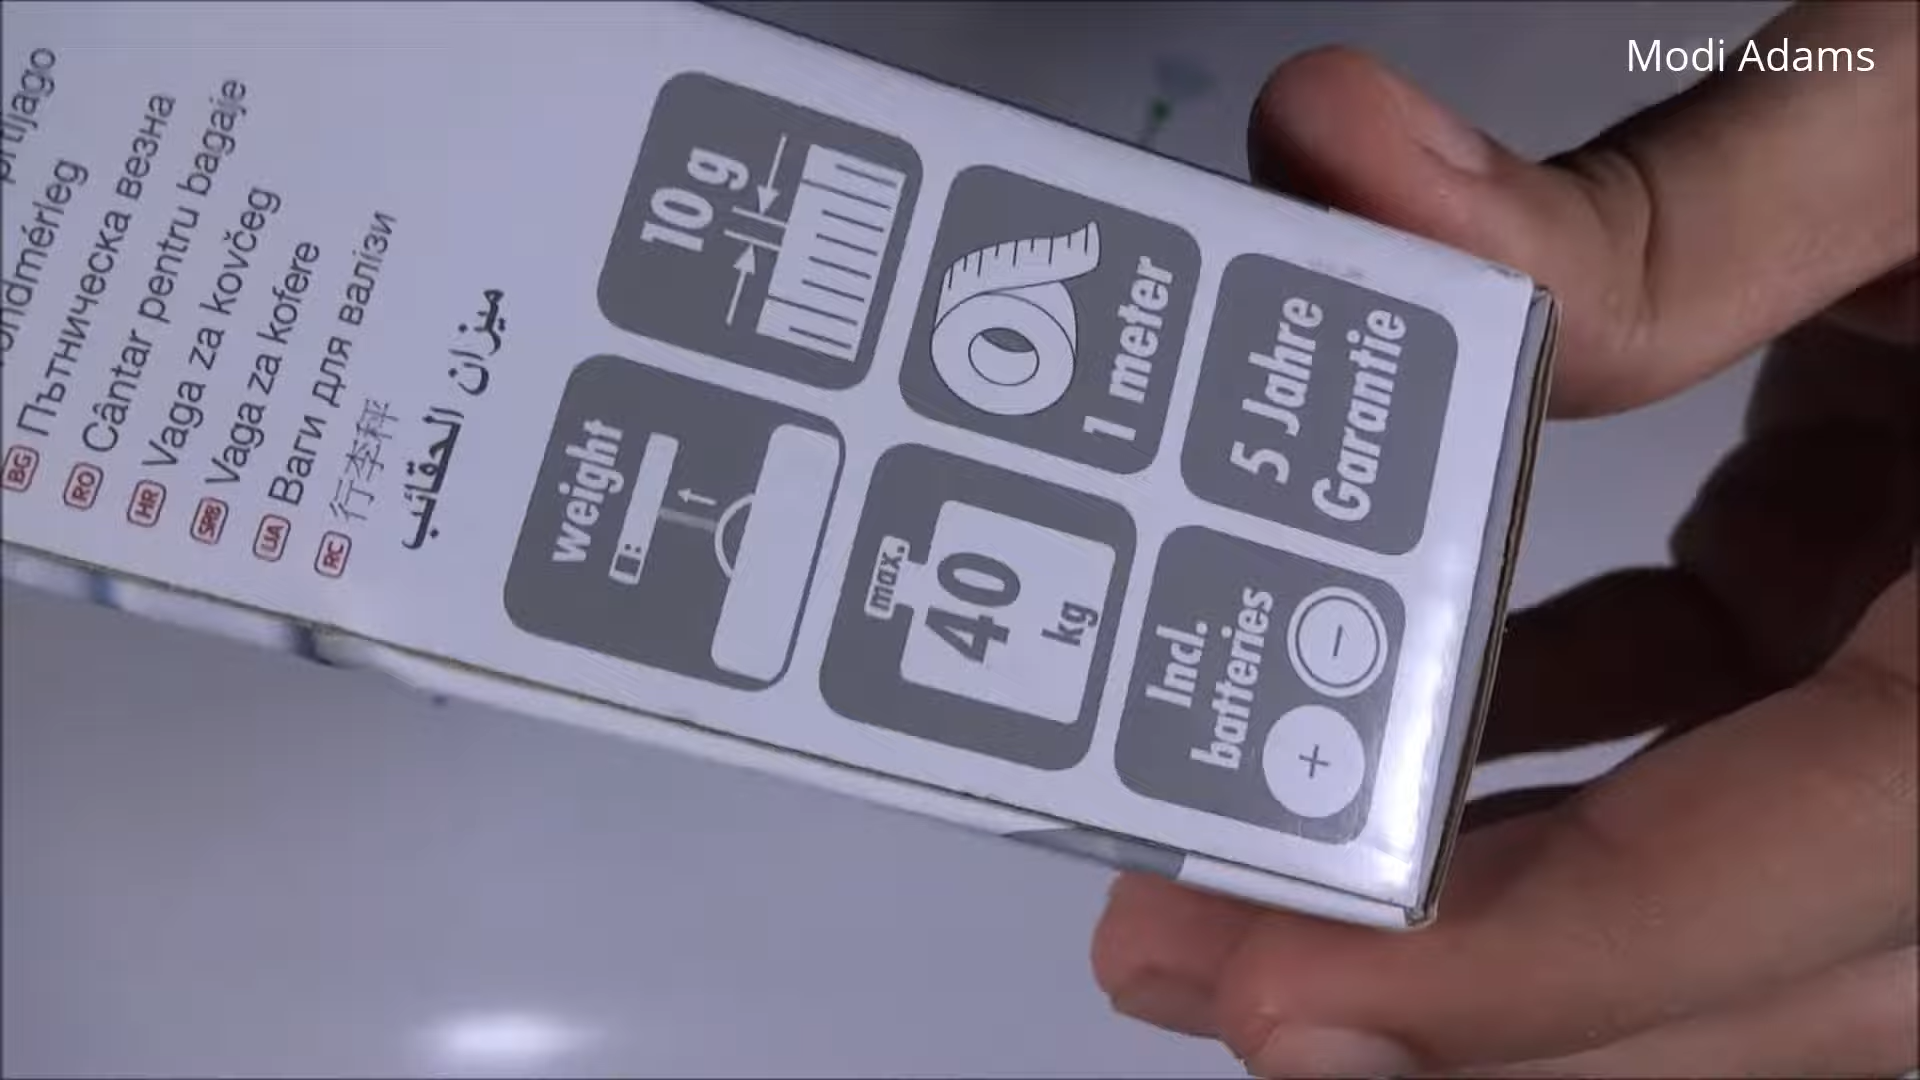 Modi Adams
prtljago
ondmérleg
BG Пътническа везна
RO Cântar pentru bagaje
HR Vaga za kovčeg
SRB Vaga za kofere
UA Ваги для валізи
RC 行李秤
ميزان الحقائب
weight
10 g
max.
40
kg
1 meter
Incl.
batteries
+ −
5 Jahre
Garantie